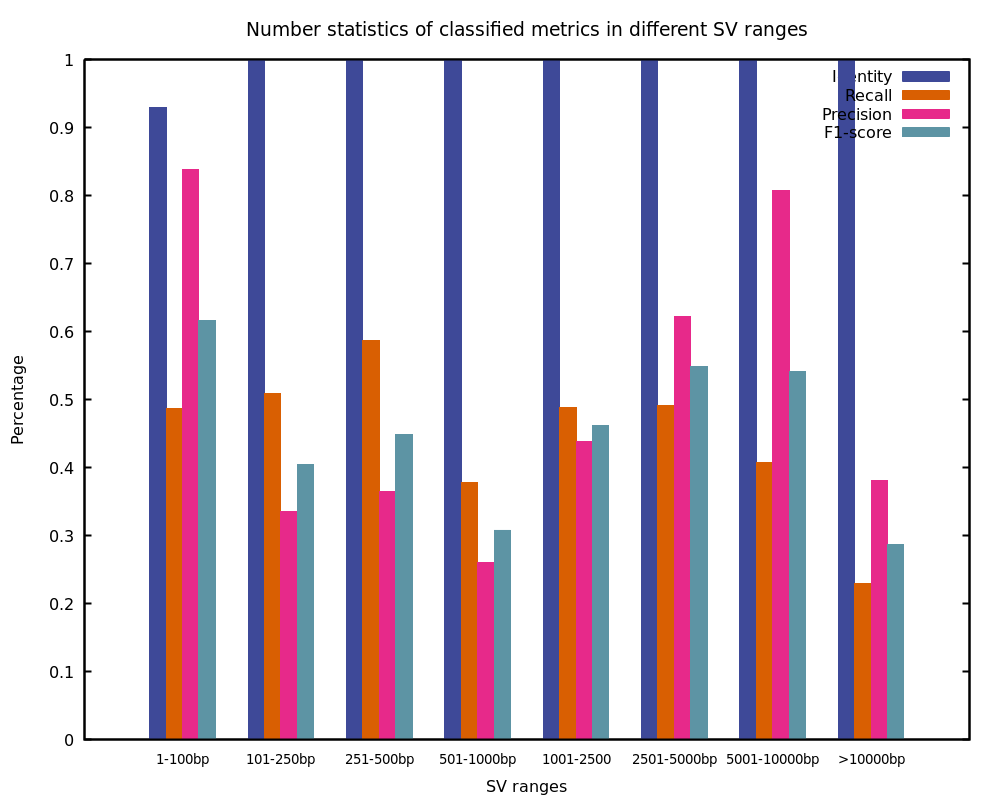 Number statistics of classified metrics in different SV ranges
Percentage
1
0.9
0.8
0.7
0.6
0.5
0.4
0.3
0.2
0.1
0
Recall
Precision
F1-score
1-100bp 101-250bp 251-500bp 501-1000bp 1001-2500 2501-5000bp 5001-10000bp >10000bp
SV ranges